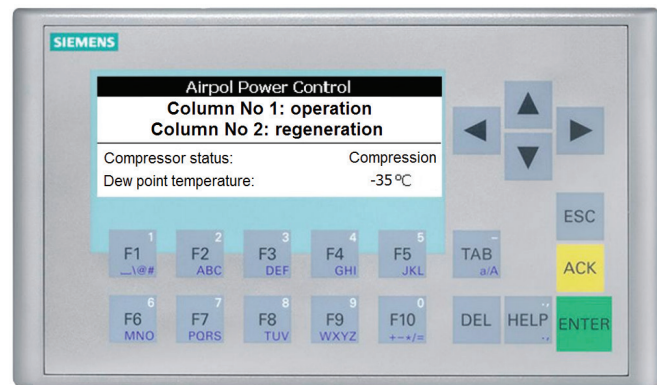 SIEMENS
Airpol Power Control
Column No 1: operation
Column No 2: regeneration
Compressor status: Compression
Dew point temperature: -35 ºC
ESC
1 2 3 4 5 -
F1 F2 F3 F4 F5 TAB
_\@# ABC DEF GHI JKL a/A
ACK
6 7 8 9 0 .,
F6 F7 F8 F9 F10 DEL HELP ENTER
MNO PQRS TUV WXYZ +-*/= .,